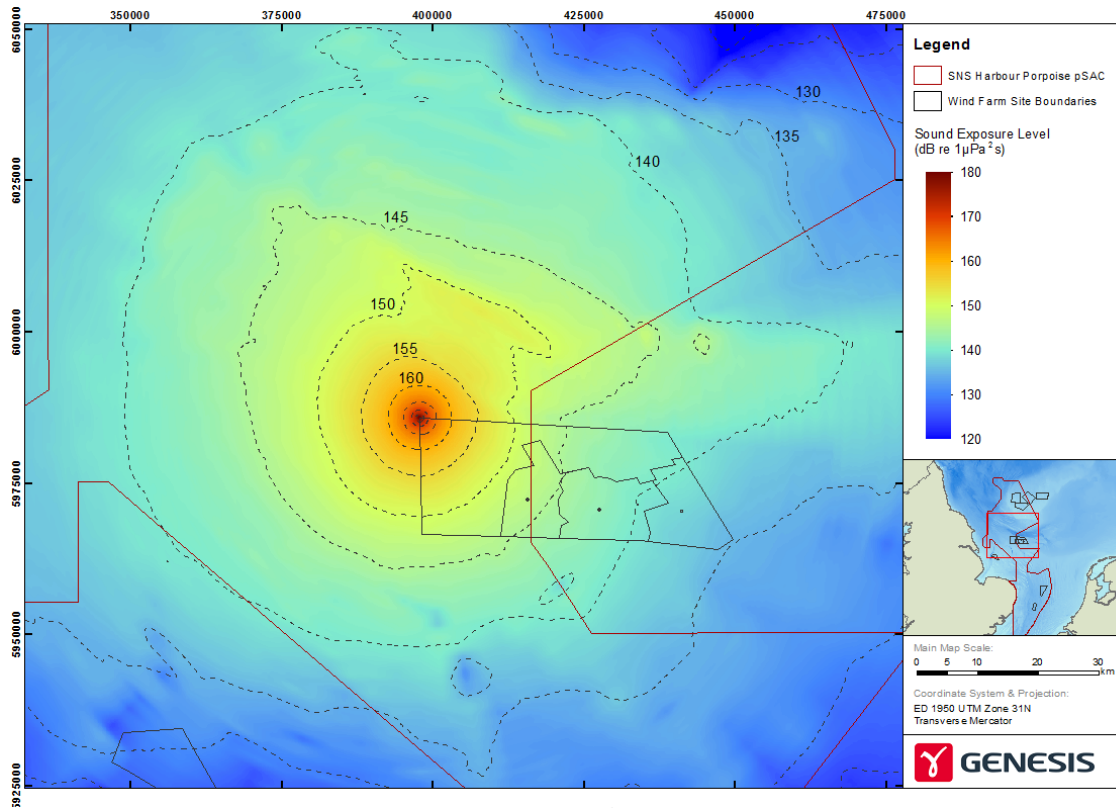 350000 375000 400000 425000 450000 475000
6050000
6025000
6000000
5975000
5950000
5925000
130
135
140
145
150
155
160
Legend
SNS Harbour Porpoise pSAC
Wind Farm Site Boundaries
Sound Exposure Level
(dB re 1µPa²s)
180
170
160
150
140
130
120
Main Map Scale:
0 5 10 20 30
km
Coordinate System & Projection:
ED 1950 UTM Zone 31N
Transverse Mercator
GENESIS